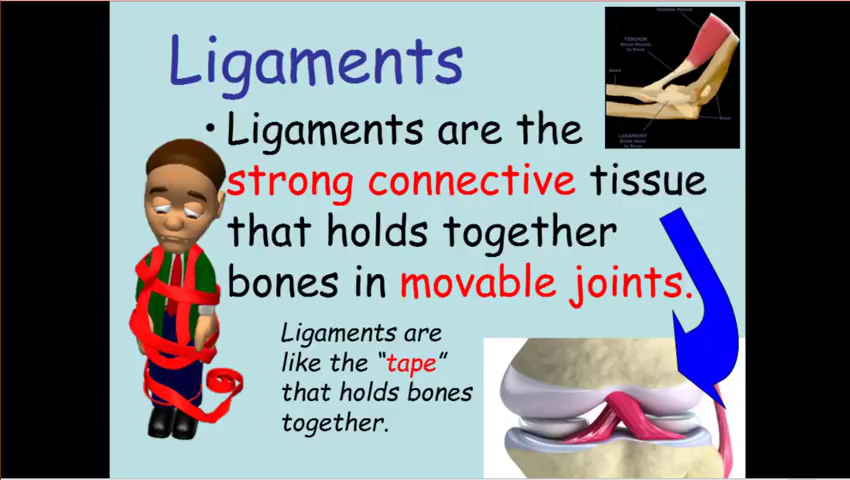 Ligaments
• Ligaments are the
strong connective tissue
that holds together
bones in movable joints.
Ligaments are
like the “tape”
that holds bones
together.
TENDON
LIGAMENT